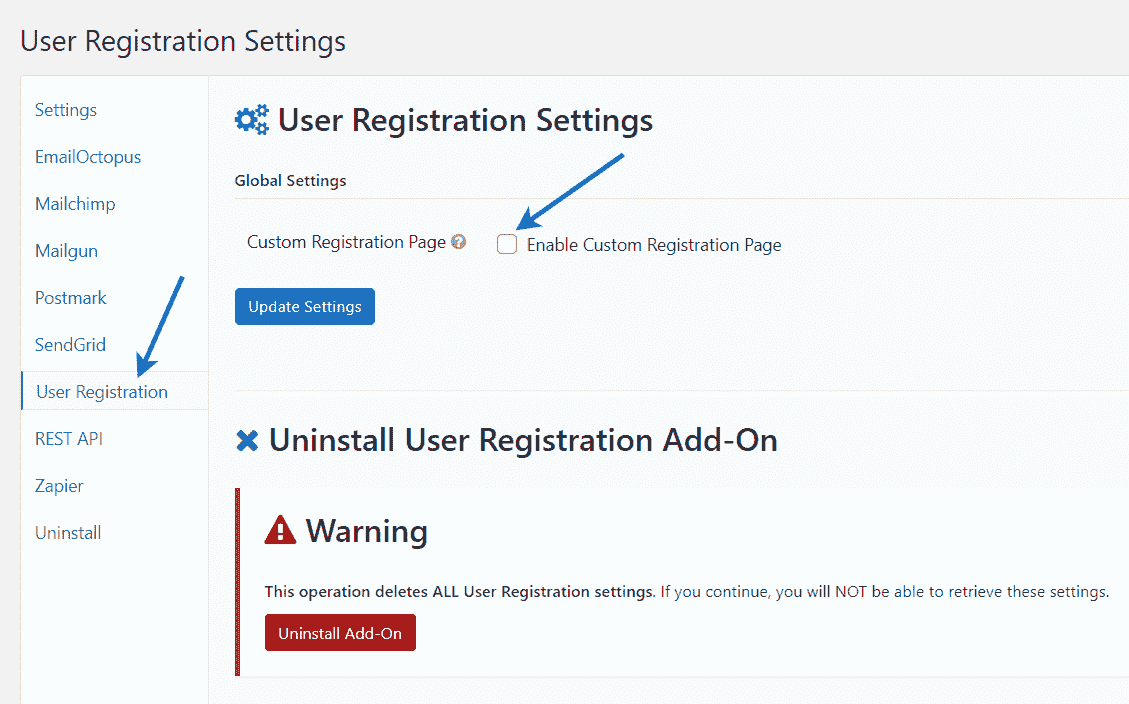 User Registration Settings
Settings
EmailOctopus
Mailchimp
Mailgun
Postmark
SendGrid
User Registration
REST API
Zapier
Uninstall
User Registration Settings
Global Settings
Custom Registration Page ? Enable Custom Registration Page
Update Settings
Uninstall User Registration Add-On
Warning
This operation deletes ALL User Registration settings. If you continue, you will NOT be able to retrieve these settings.
Uninstall Add-On